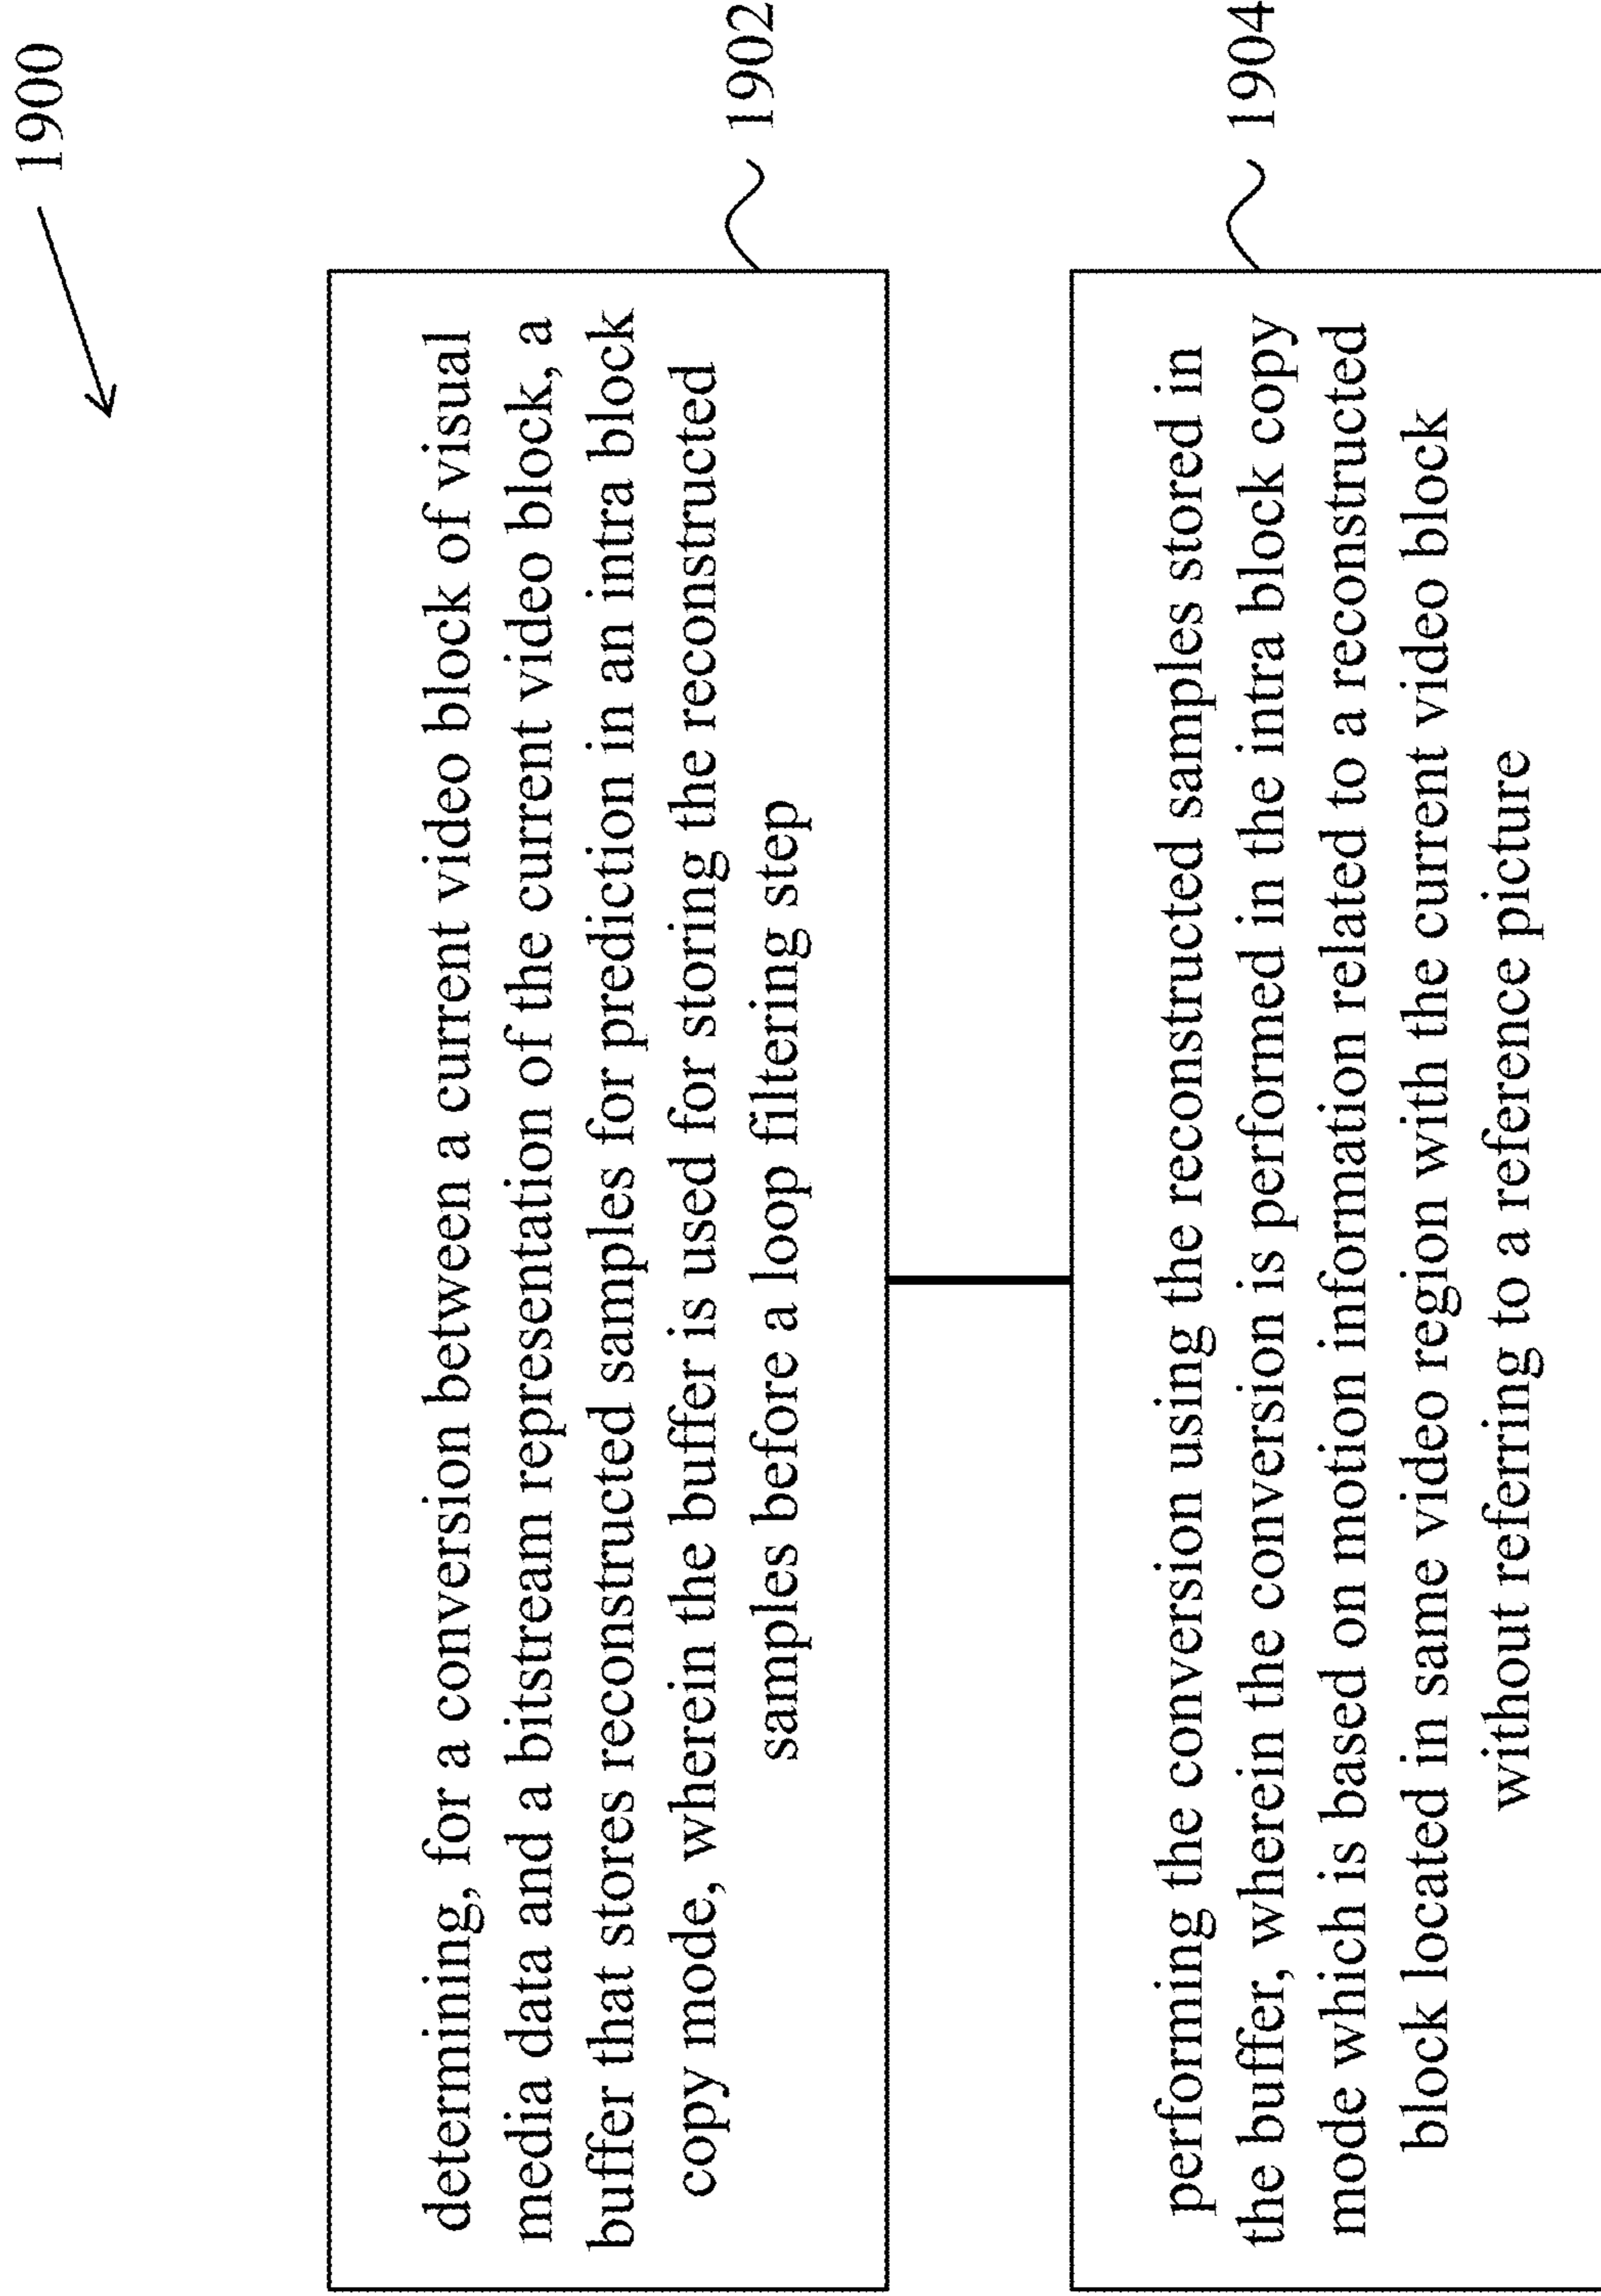 1900
determining, for a conversion between a current video block of visual
media data and a bitstream representation of the current video block, a
buffer that stores reconstructed samples for prediction in an intra block
copy mode, wherein the buffer is used for storing the reconstructed
samples before a loop filtering step
1902
performing the conversion using the reconstructed samples stored in
the buffer, wherein the conversion is performed in the intra block copy
mode which is based on motion information related to a reconstructed
block located in same video region with the current video block
without referring to a reference picture
1904